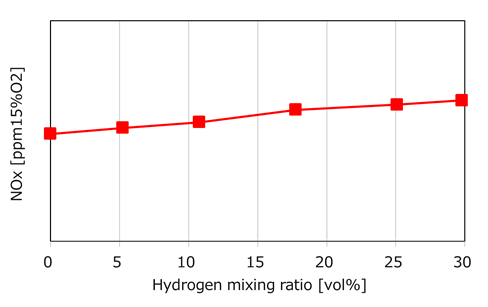 NOx [ppm15%O2]
0 5 10 15 20 25 30
Hydrogen mixing ratio [vol%]